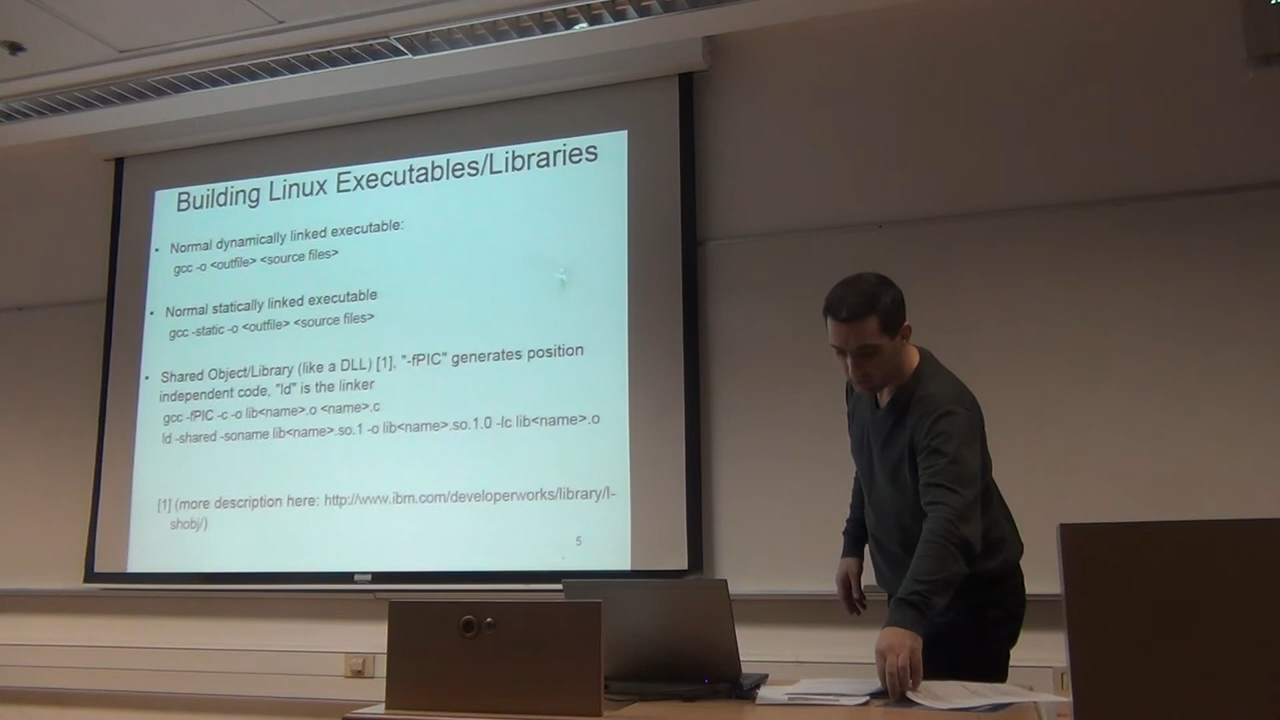 Building Linux Executables/Libraries
• Normal dynamically linked executable:
gcc -o <outfile> <source files>
• Normal statically linked executable
gcc -static -o <outfile> <source files>
• Shared Object/Library (like a DLL) [1], "-fPIC" generates position
independent code, "ld" is the linker
gcc -fPIC -c -o lib<name>.o <name>.c
ld -shared -soname lib<name>.so.1 -o lib<name>.so.1.0 -lc lib<name>.o
[1] (more description here: http://www.ibm.com/developerworks/library/l-
shobj/)
5